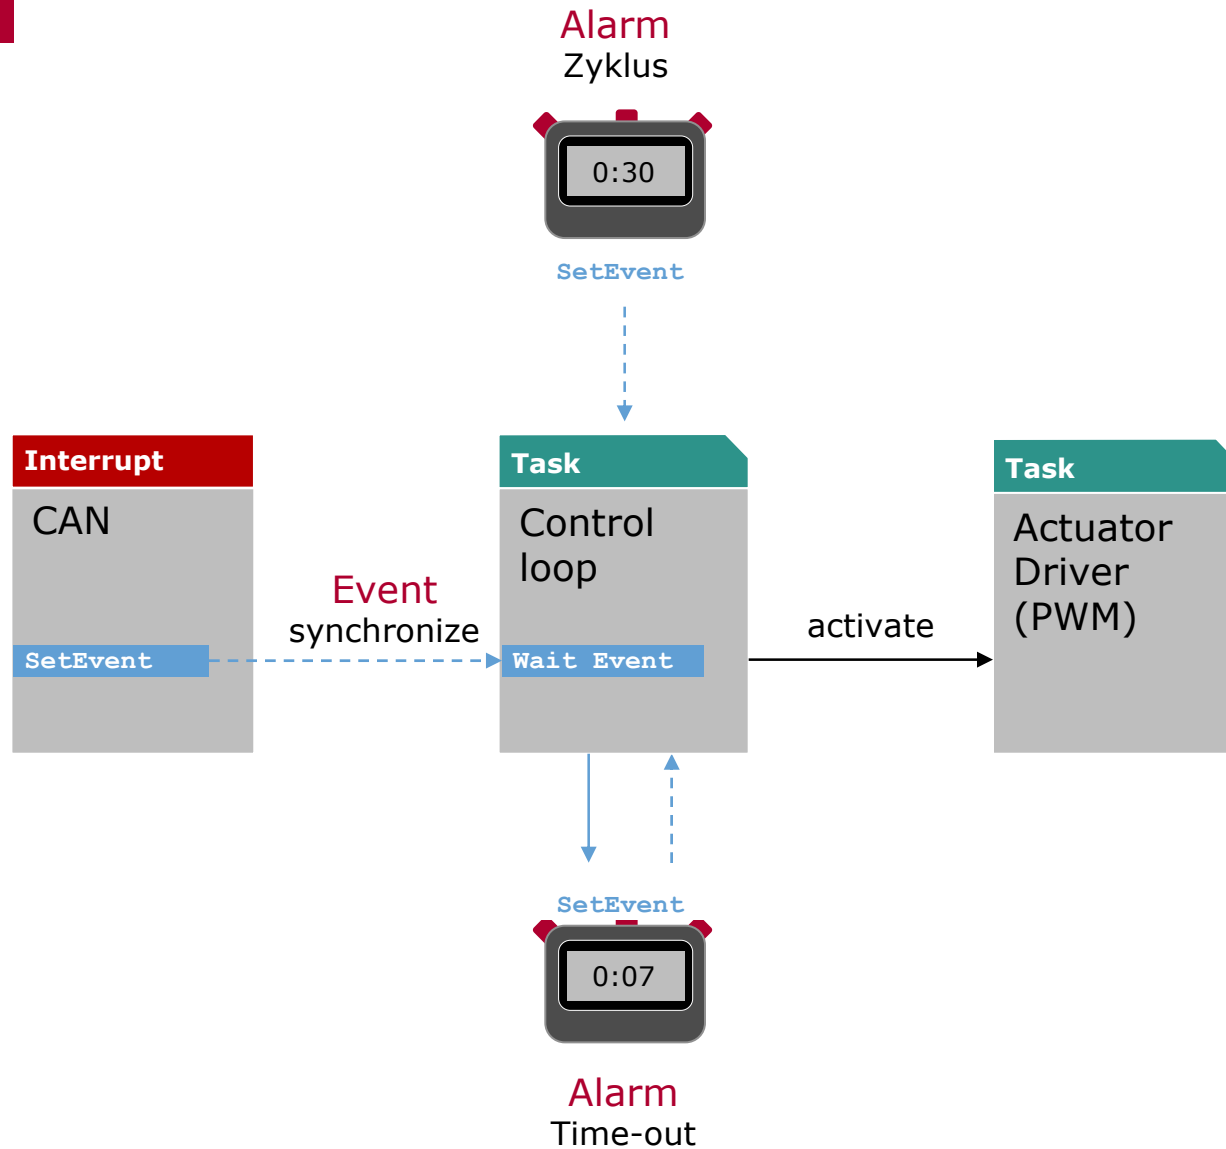 Alarm
Zyklus
0:30
SetEvent
Interrupt
CAN
SetEvent
Event
synchronize
Task
Control
loop
Wait Event
activate
Task
Actuator
Driver
(PWM)
SetEvent
0:07
Alarm
Time-out